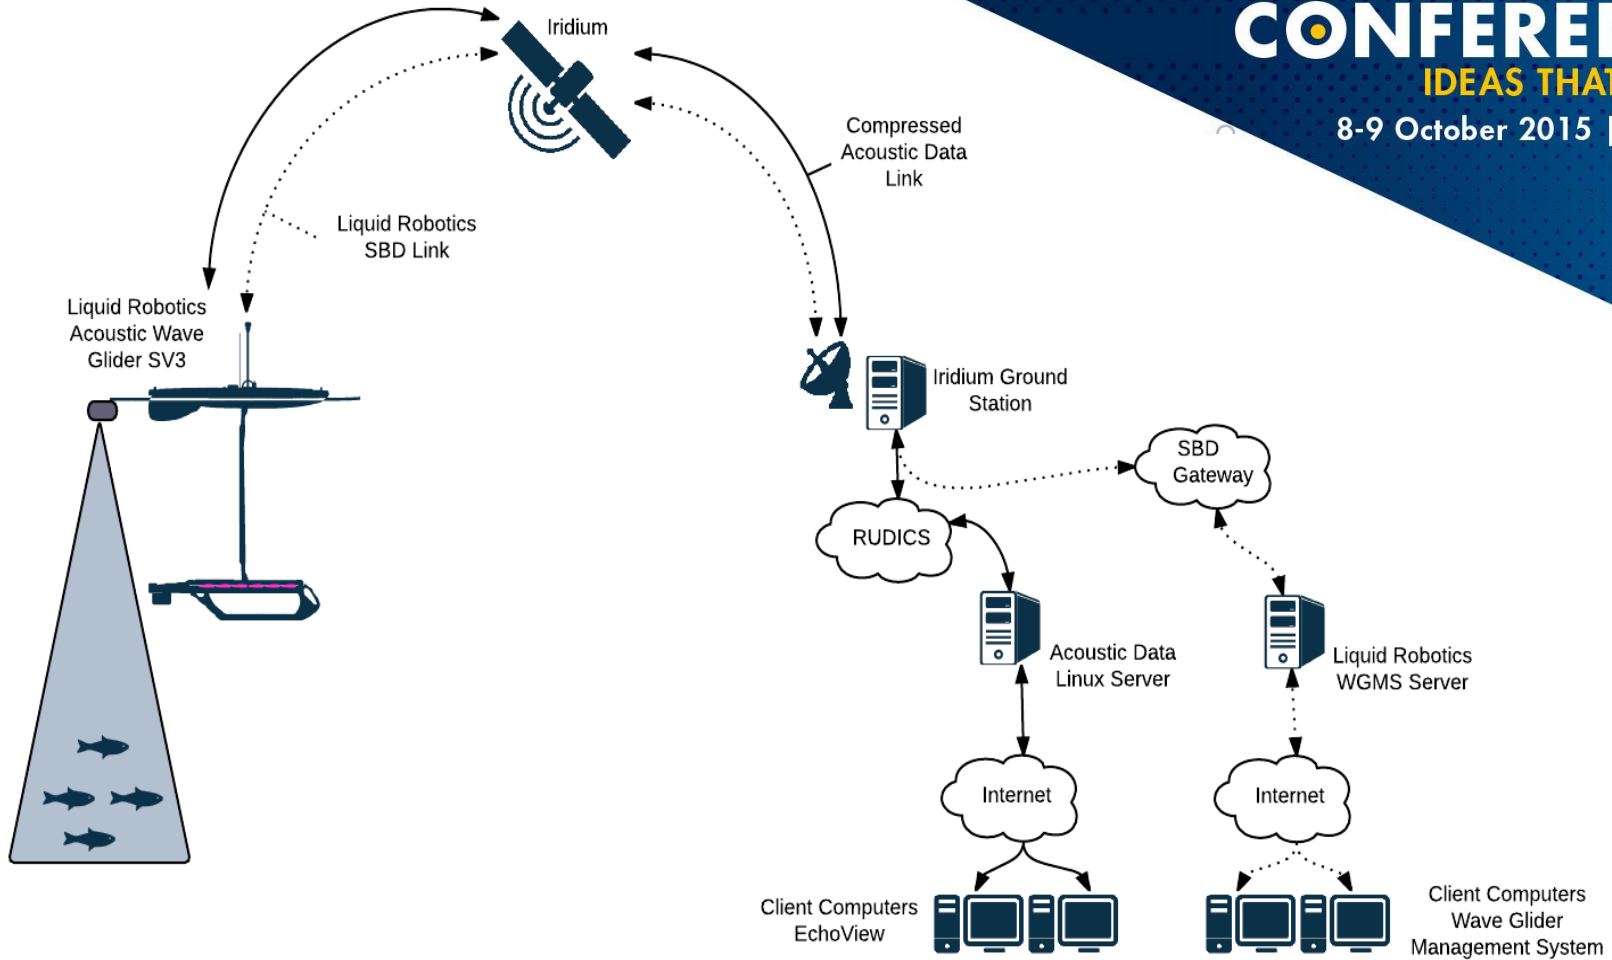 CONFEREN
IDEAS THAT
8-9 October 2015
Iridium
Compressed
Acoustic Data
Link
Liquid Robotics
SBD Link
Liquid Robotics
Acoustic Wave
Glider SV3
Iridium Ground
Station
SBD
Gateway
RUDICS
Acoustic Data
Linux Server
Liquid Robotics
WGMS Server
Internet
Internet
Client Computers
EchoView
Client Computers
Wave Glider
Management System